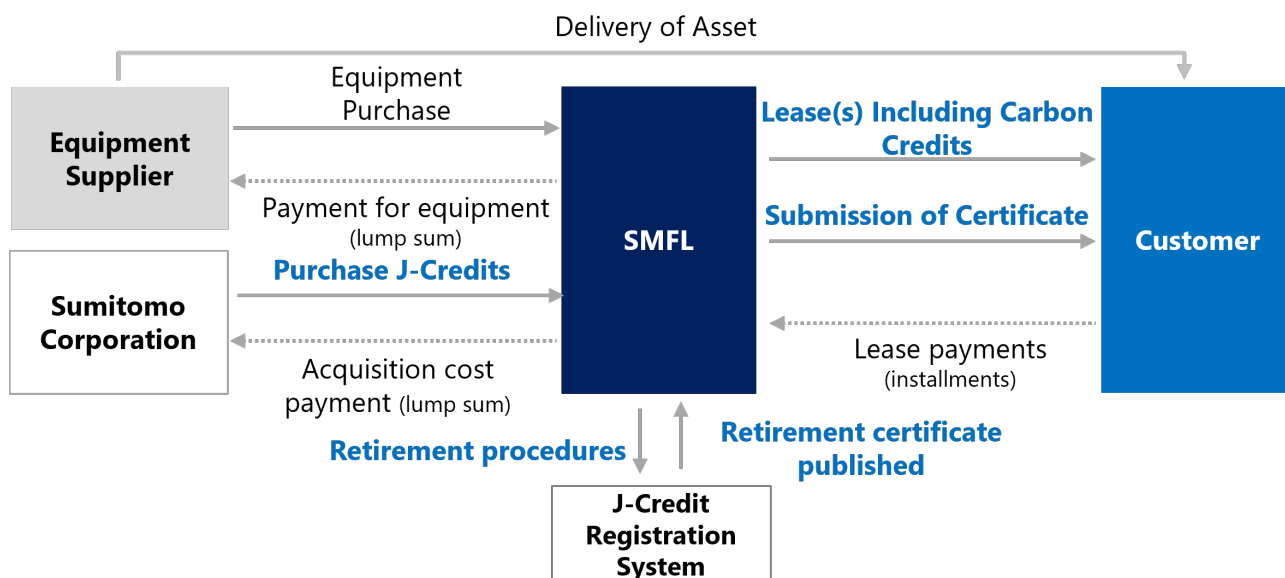 Delivery of Asset
Equipment
Purchase
Equipment
Supplier
Payment for equipment
(lump sum)
Purchase J-Credits
Sumitomo
Corporation
Acquisition cost
payment (lump sum)
SMFL
Lease(s) Including Carbon
Credits
Submission of Certificate
Customer
Lease payments
(installments)
Retirement procedures
Retirement certificate
published
J-Credit
Registration
System